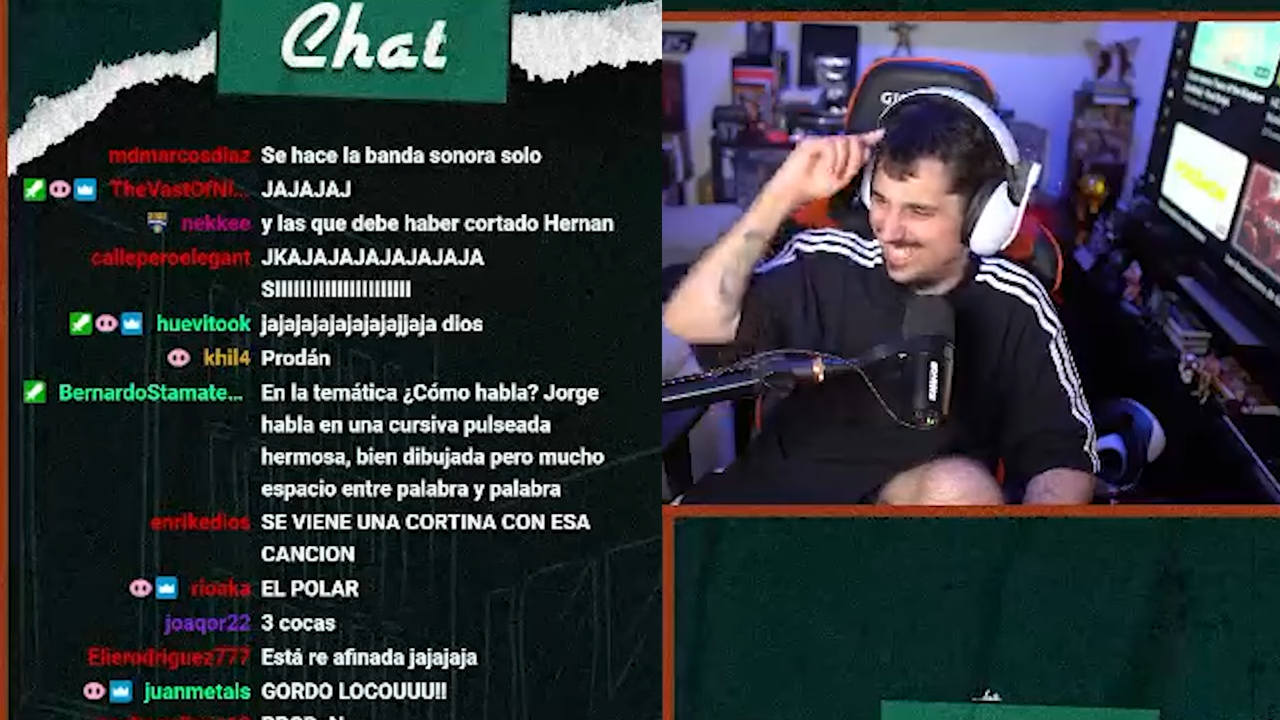 Chat
mdmarcosdiaz Se hace la banda sonora solo
TheVastOfNi... JAJAJAJ
nekkee y las que debe haber cortado Hernan
calleperoelegant JKAJAJAJAJAJAJAJA
SIIIIIIIIIIIIIIIIIIIIII
huevitook jajajajajajajajjaja dios
khil4 Prodán
BernardoStamate... En la temática ¿Cómo habla? Jorge
habla en una cursiva pulseada
hermosa, bien dibujada pero mucho
espacio entre palabra y palabra
enrikedios SE VIENE UNA CORTINA CON ESA
CANCION
rioaka EL POLAR
joaqor22 3 cocas
Elierodriguez777 Está re afinada jajajaja
juanmetals GORDO LOCOUUU!!